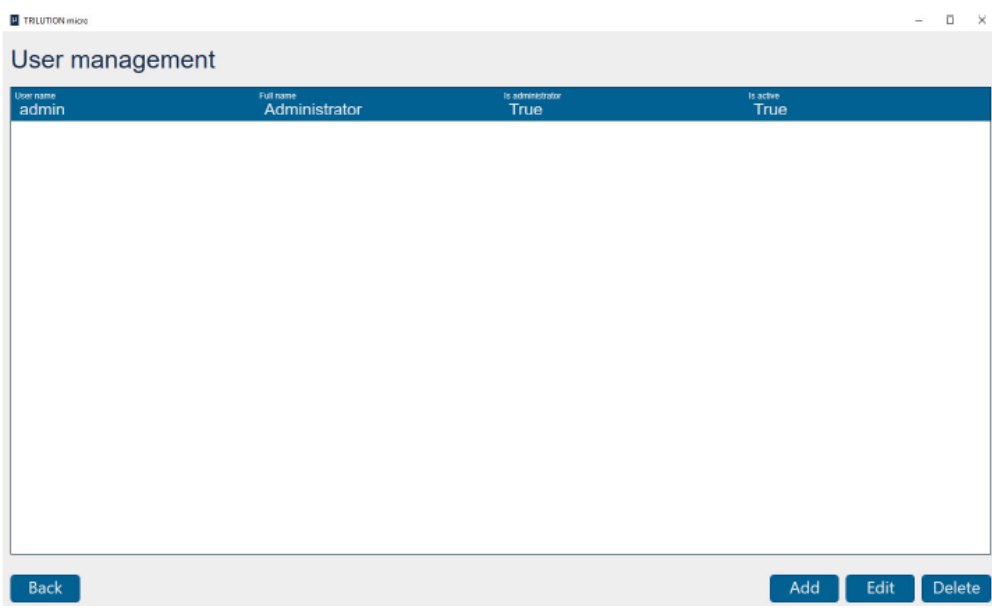 TRILUTION micro
User management
User name Full name Is administrator Is active
admin Administrator True True
Back Add Edit Delete